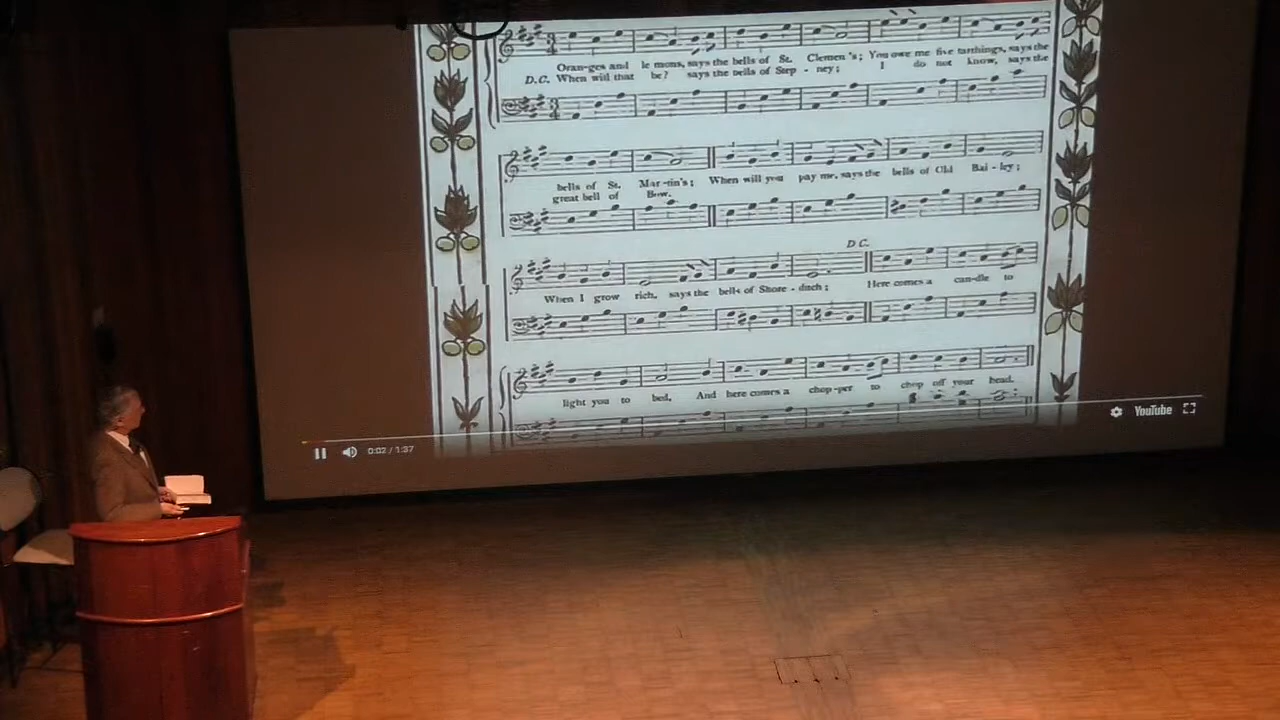 Oran-ges and le mons, says the bells of St. Clemen 's; You owe me five farthings, says the
D.C. When will that be? says the bells of Step - ney; I do not know, says the
bells of St. Mar-tin's; When will you pay me, says the bells of Old Bai - ley;
great bell of Bow.
D C.
When I grow rich, says the bells of Shore - ditch; Here comes a can-dle to
light you to bed, And here comes a chop-per to chop off your head.
0:02 / 1:37
YouTube